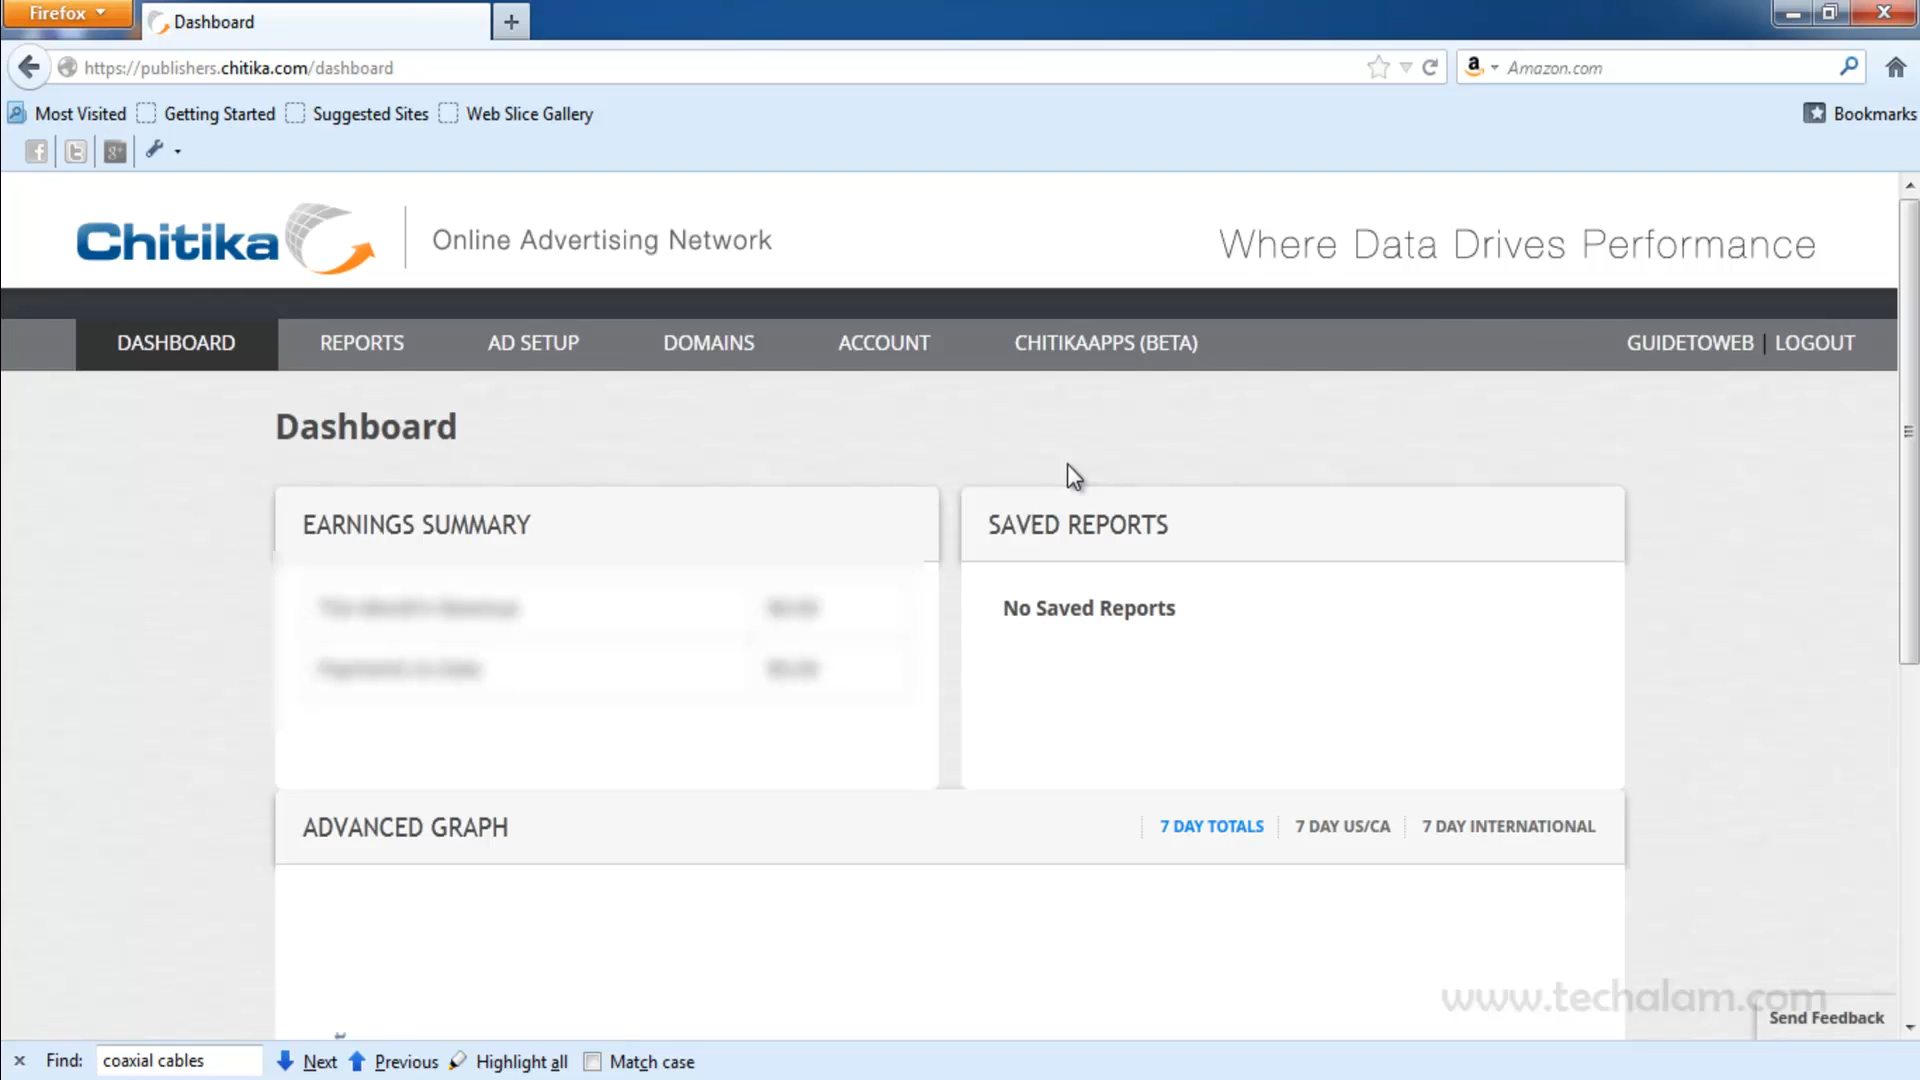 Firefox
Dashboard
https://publishers.chitika.com/dashboard
Amazon.com
Most Visited Getting Started Suggested Sites Web Slice Gallery
Bookmarks
Chitika Online Advertising Network
Where Data Drives Performance
DASHBOARD REPORTS AD SETUP DOMAINS ACCOUNT CHITIKAAPPS (BETA) GUIDETOWEB | LOGOUT
Dashboard
EARNINGS SUMMARY
SAVED REPORTS
No Saved Reports
ADVANCED GRAPH
7 DAY TOTALS 7 DAY US/CA 7 DAY INTERNATIONAL
www.techalam.com
Send Feedback
Find: coaxial cables Next Previous Highlight all Match case